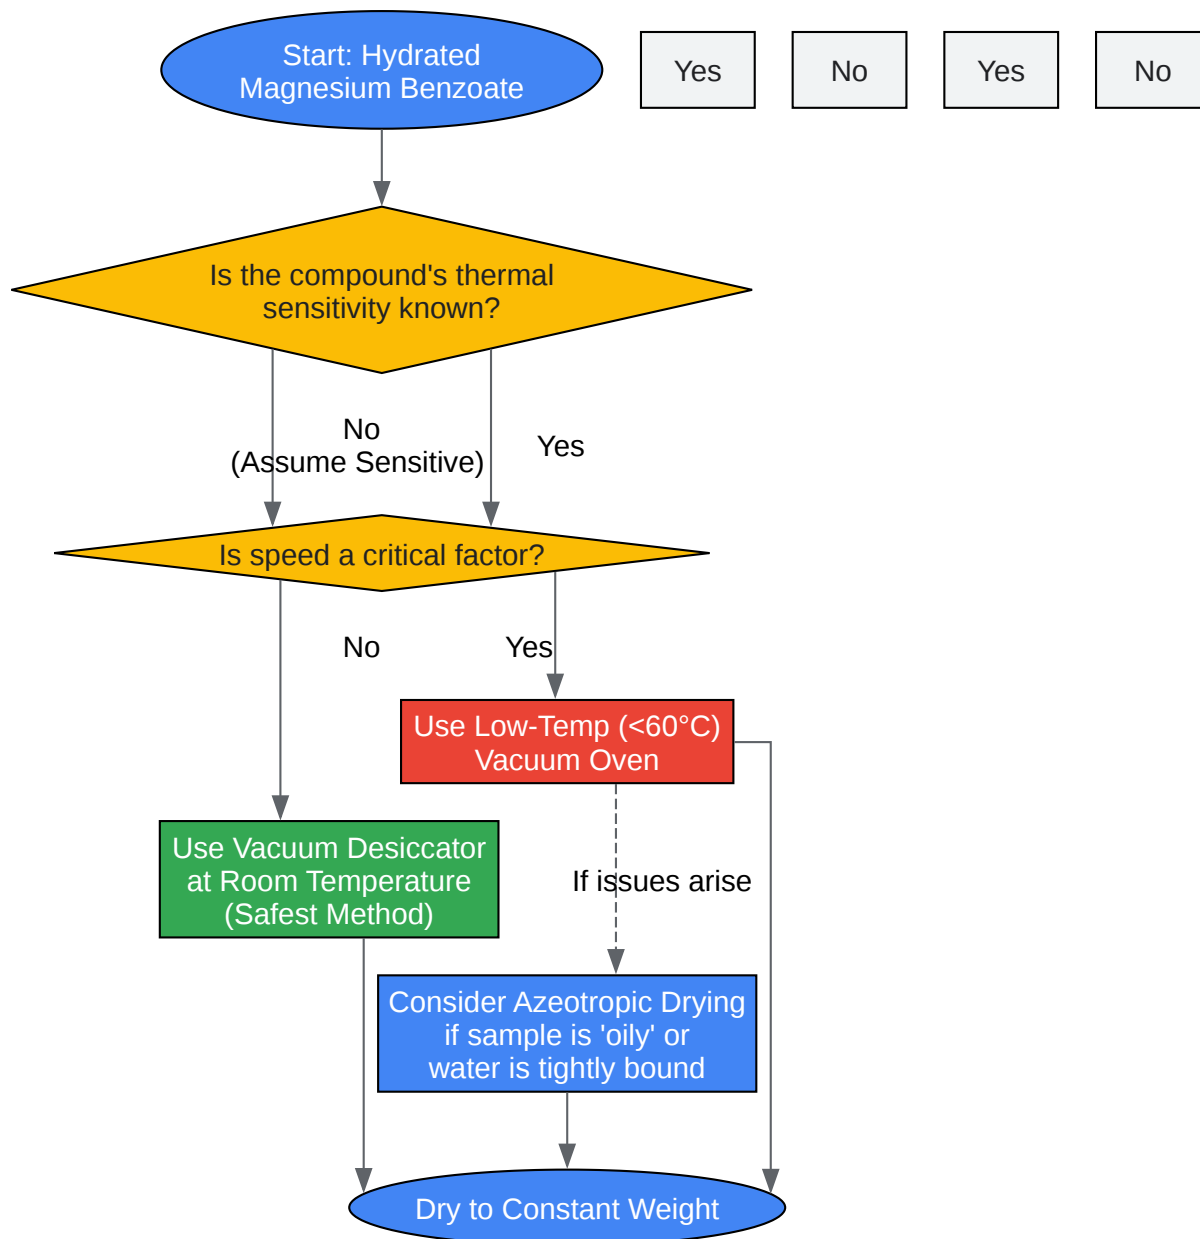 Start: Hydrated
Magnesium Benzoate
Yes
No
Yes
No
Is the compound's thermal
sensitivity known?
No
(Assume Sensitive)
Yes
Is speed a critical factor?
No
Yes
Use Low-Temp (<60°C)
Vacuum Oven
Use Vacuum Desiccator
at Room Temperature
(Safest Method)
If issues arise
Consider Azeotropic Drying
if sample is 'oily' or
water is tightly bound
Dry to Constant Weight